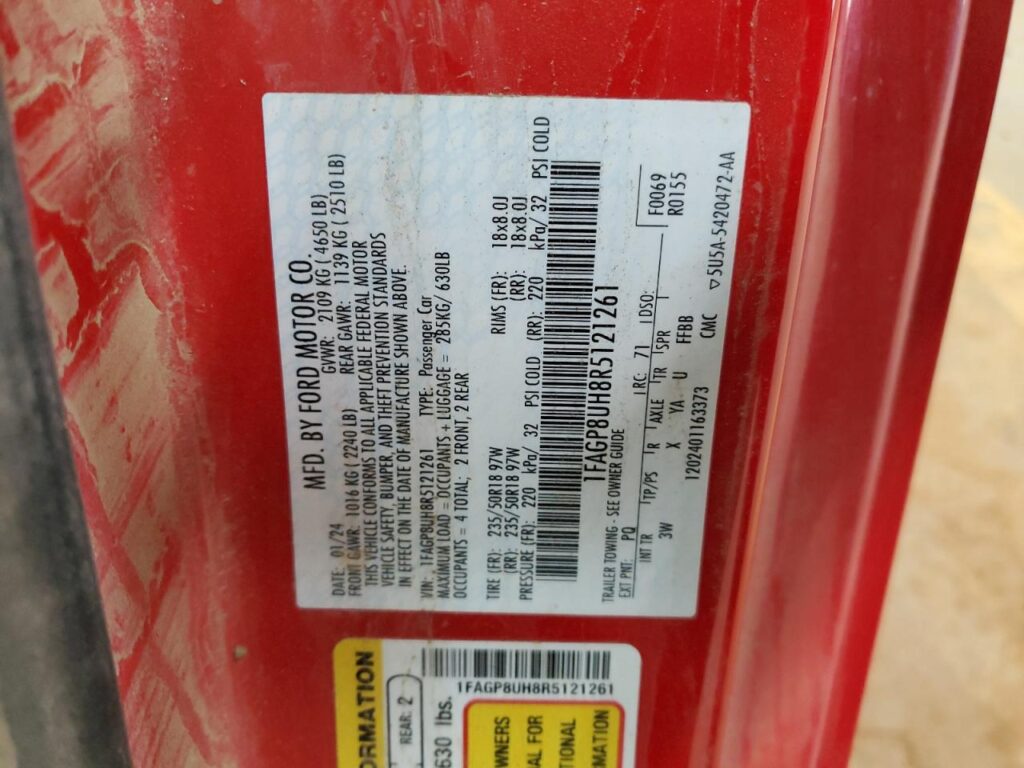 MFD. BY FORD MOTOR CO.
DATE: 01/24 GVWR: 2109 KG ( 4650 LB)
FRONT GAWR: 1016 KG ( 2240 LB) REAR GAWR: 1139 KG ( 2510 LB)
THIS VEHICLE CONFORMS TO ALL APPLICABLE FEDERAL MOTOR
VEHICLE SAFETY, BUMPER, AND THEFT PREVENTION STANDARDS
IN EFFECT ON THE DATE OF MANUFACTURE SHOWN ABOVE.
VIN: 1FAGP8UH8R5121261 TYPE: Passenger Car
MAXIMUM LOAD = OCCUPANTS + LUGGAGE = 285KG/ 630LB
OCCUPANTS = 4 TOTAL; 2 FRONT, 2 REAR
TIRE (FR): 235/50R18 97W RIMS (FR): 18x8.0J
(RR): 235/50R18 97W (RR): 18x8.0J
PRESSURE (FR): 220 kPa/ 32 PSI COLD (RR): 220 kPa/ 32 PSI COLD
1FAGP8UH8R5121261
TRAILER TOWING - SEE OWNER GUIDE
EXT PNT: PQ RC: 71 DSO: F0069
R0155
INT TR TP/PS R AXLE TR SPR
3W X YA U FFBB
120240116​3373 CMC
5U5A-5420472-AA
ORMATION
REAR: 2
630 lbs.
1FAGP8UH8R5121261
WNERS
AL FOR
TIONAL
RMATION